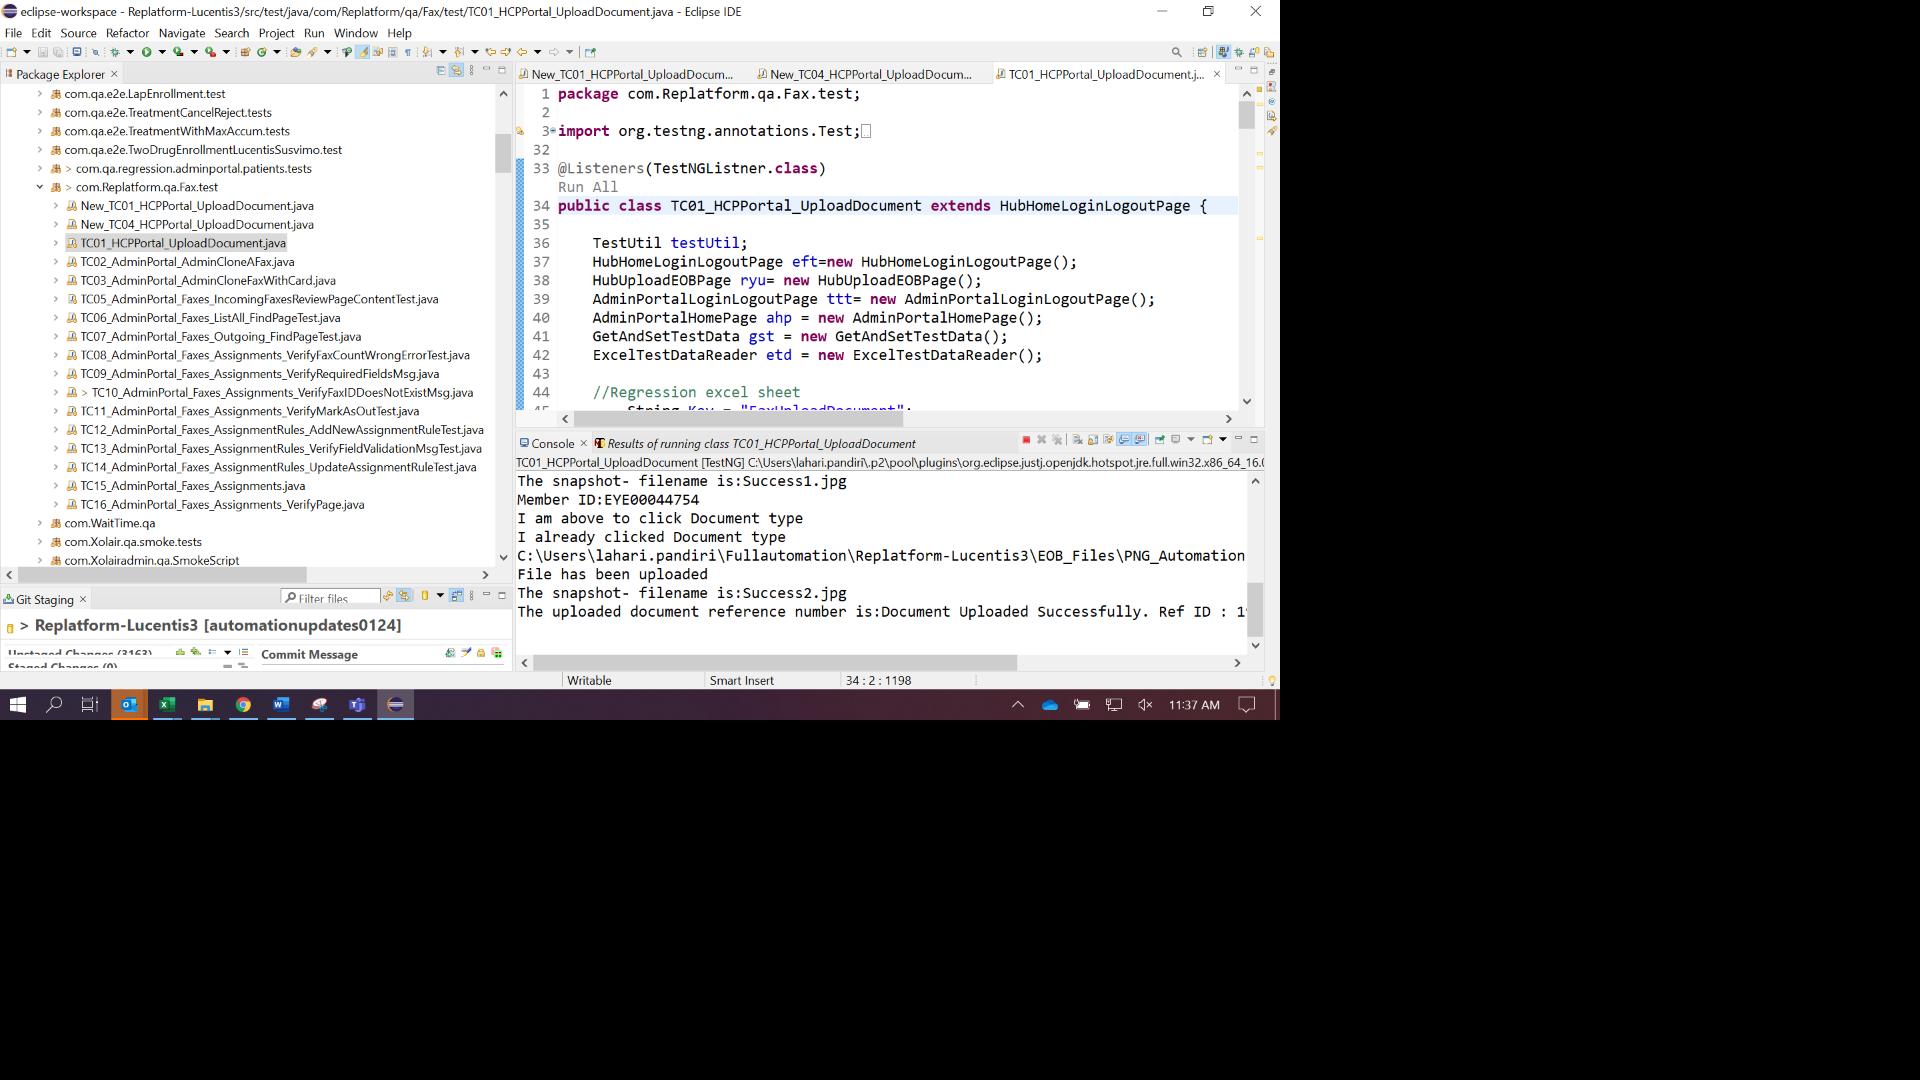 eclipse-workspace - Replatform-Lucentis3/src/test/java/com/Replatform/qa/Fax/test/TC01_HCPPortal_UploadDocument.java - Eclipse IDE
File Edit Source Refactor Navigate Search Project Run Window Help
Package Explorer
com.qa.e2e.LapEnrollment.test
com.qa.e2e.TreatmentCancelReject.tests
com.qa.e2e.TreatmentWithMaxAccum.tests
com.qa.e2e.TwoDrugEnrollmentLucentisSusvimo.test
> com.qa.regression.adminportal.patients.tests
> com.Replatform.qa.Fax.test
New_TC01_HCPPortal_UploadDocument.java
New_TC04_HCPPortal_UploadDocument.java
TC01_HCPPortal_UploadDocument.java
TC02_AdminPortal_AdminCloneAFax.java
TC03_AdminPortal_AdminCloneFaxWithCard.java
TC05_AdminPortal_Faxes_IncomingFaxesReviewPageContentTest.java
TC06_AdminPortal_Faxes_ListAll_FindPageTest.java
TC07_AdminPortal_Faxes_Outgoing_FindPageTest.java
TC08_AdminPortal_Faxes_Assignments_VerifyFaxCountWrongErrorTest.java
TC09_AdminPortal_Faxes_Assignments_VerifyRequiredFieldsMsg.java
> TC10_AdminPortal_Faxes_Assignments_VerifyFaxIDDoesNotExistMsg.java
TC11_AdminPortal_Faxes_Assignments_VerifyMarkAsOutTest.java
TC12_AdminPortal_Faxes_AssignmentRules_AddNewAssignmentRuleTest.java
TC13_AdminPortal_Faxes_AssignmentRules_VerifyFieldValidationMsgTest.java
TC14_AdminPortal_Faxes_AssignmentRules_UpdateAssignmentRuleTest.java
TC15_AdminPortal_Faxes_Assignments.java
TC16_AdminPortal_Faxes_Assignments_VerifyPage.java
com.WaitTime.qa
com.Xolair.qa.smoke.tests
com.Xolairadmin.qa.SmokeScript
Git Staging
Filter files
> Replatform-Lucentis3 [automationupdates0124]
Unstaged Changes (3163)
Staged Changes (0)
Commit Message
New_TC01_HCPPortal_UploadDocum... New_TC04_HCPPortal_UploadDocum... TC01_HCPPortal_UploadDocument.j...
1 package com.Replatform.qa.Fax.test;
2
3 import org.testng.annotations.Test;
32
33 @Listeners(TestNGListner.class)
Run All
34 public class TC01_HCPPortal_UploadDocument extends HubHomeLoginLogoutPage {
35
36 TestUtil testUtil;
37 HubHomeLoginLogoutPage eft=new HubHomeLoginLogoutPage();
38 HubUploadEOBPage ryu= new HubUploadEOBPage();
39 AdminPortalLoginLogoutPage ttt= new AdminPortalLoginLogoutPage();
40 AdminPortalHomePage ahp = new AdminPortalHomePage();
41 GetAndSetTestData gst = new GetAndSetTestData();
42 ExcelTestDataReader etd = new ExcelTestDataReader();
43
44 //Regression excel sheet
45 String Key = "FaxUploadDocument";
Console Results of running class TC01_HCPPortal_UploadDocument
TC01_HCPPortal_UploadDocument [TestNG] C:\Users\lahari.pandiri\.p2\pool\plugins\org.eclipse.justj.openjdk.hotspot.jre.full.win32.x86_64_16.0
The snapshot- filename is:Success1.jpg
Member ID:EYE00044754
I am above to click Document type
I already clicked Document type
C:\Users\lahari.pandiri\Fullautomation\Replatform-Lucentis3\EOB_Files\PNG_Automation
File has been uploaded
The snapshot- filename is:Success2.jpg
The uploaded document reference number is:Document Uploaded Successfully. Ref ID : 1
Writable Smart Insert 34 : 2 : 1198
11:37 AM